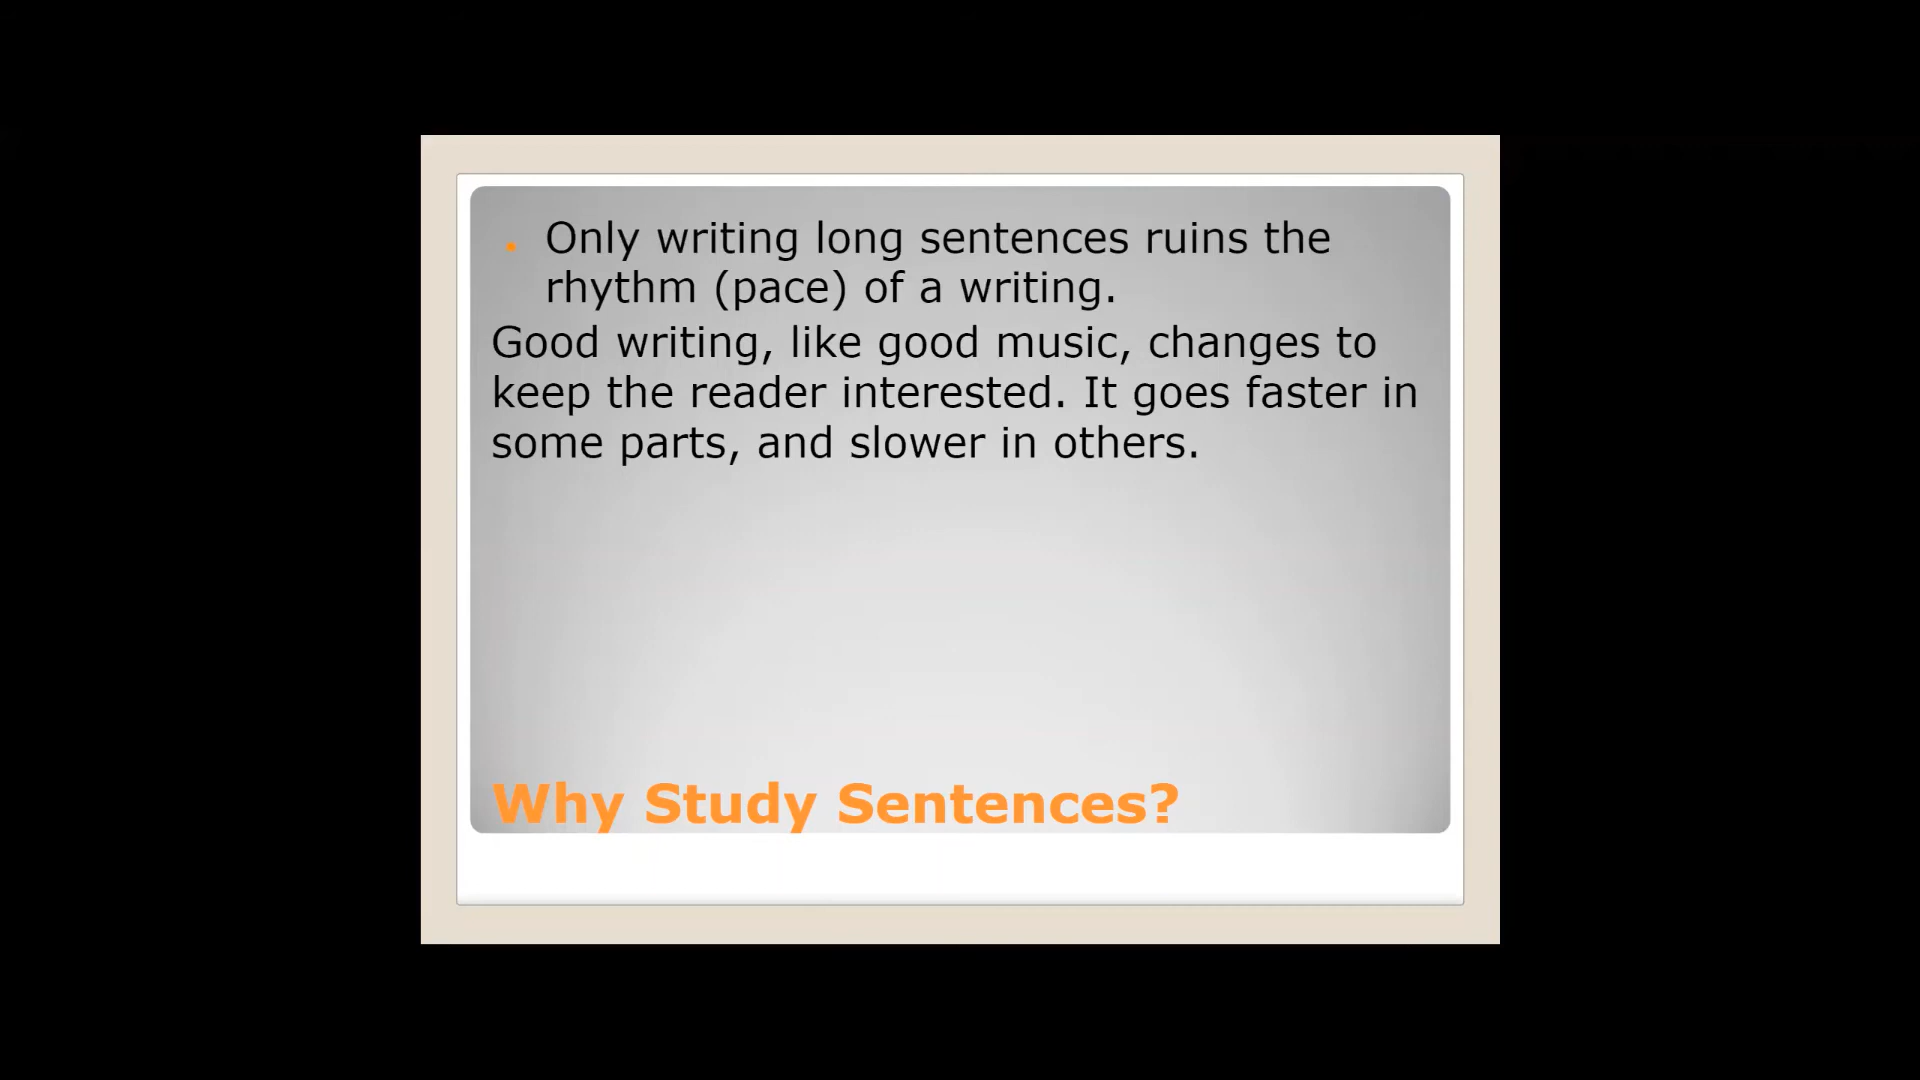 Only writing long sentences ruins the
rhythm (pace) of a writing.
Good writing, like good music, changes to
keep the reader interested. It goes faster in
some parts, and slower in others.
Why Study Sentences?